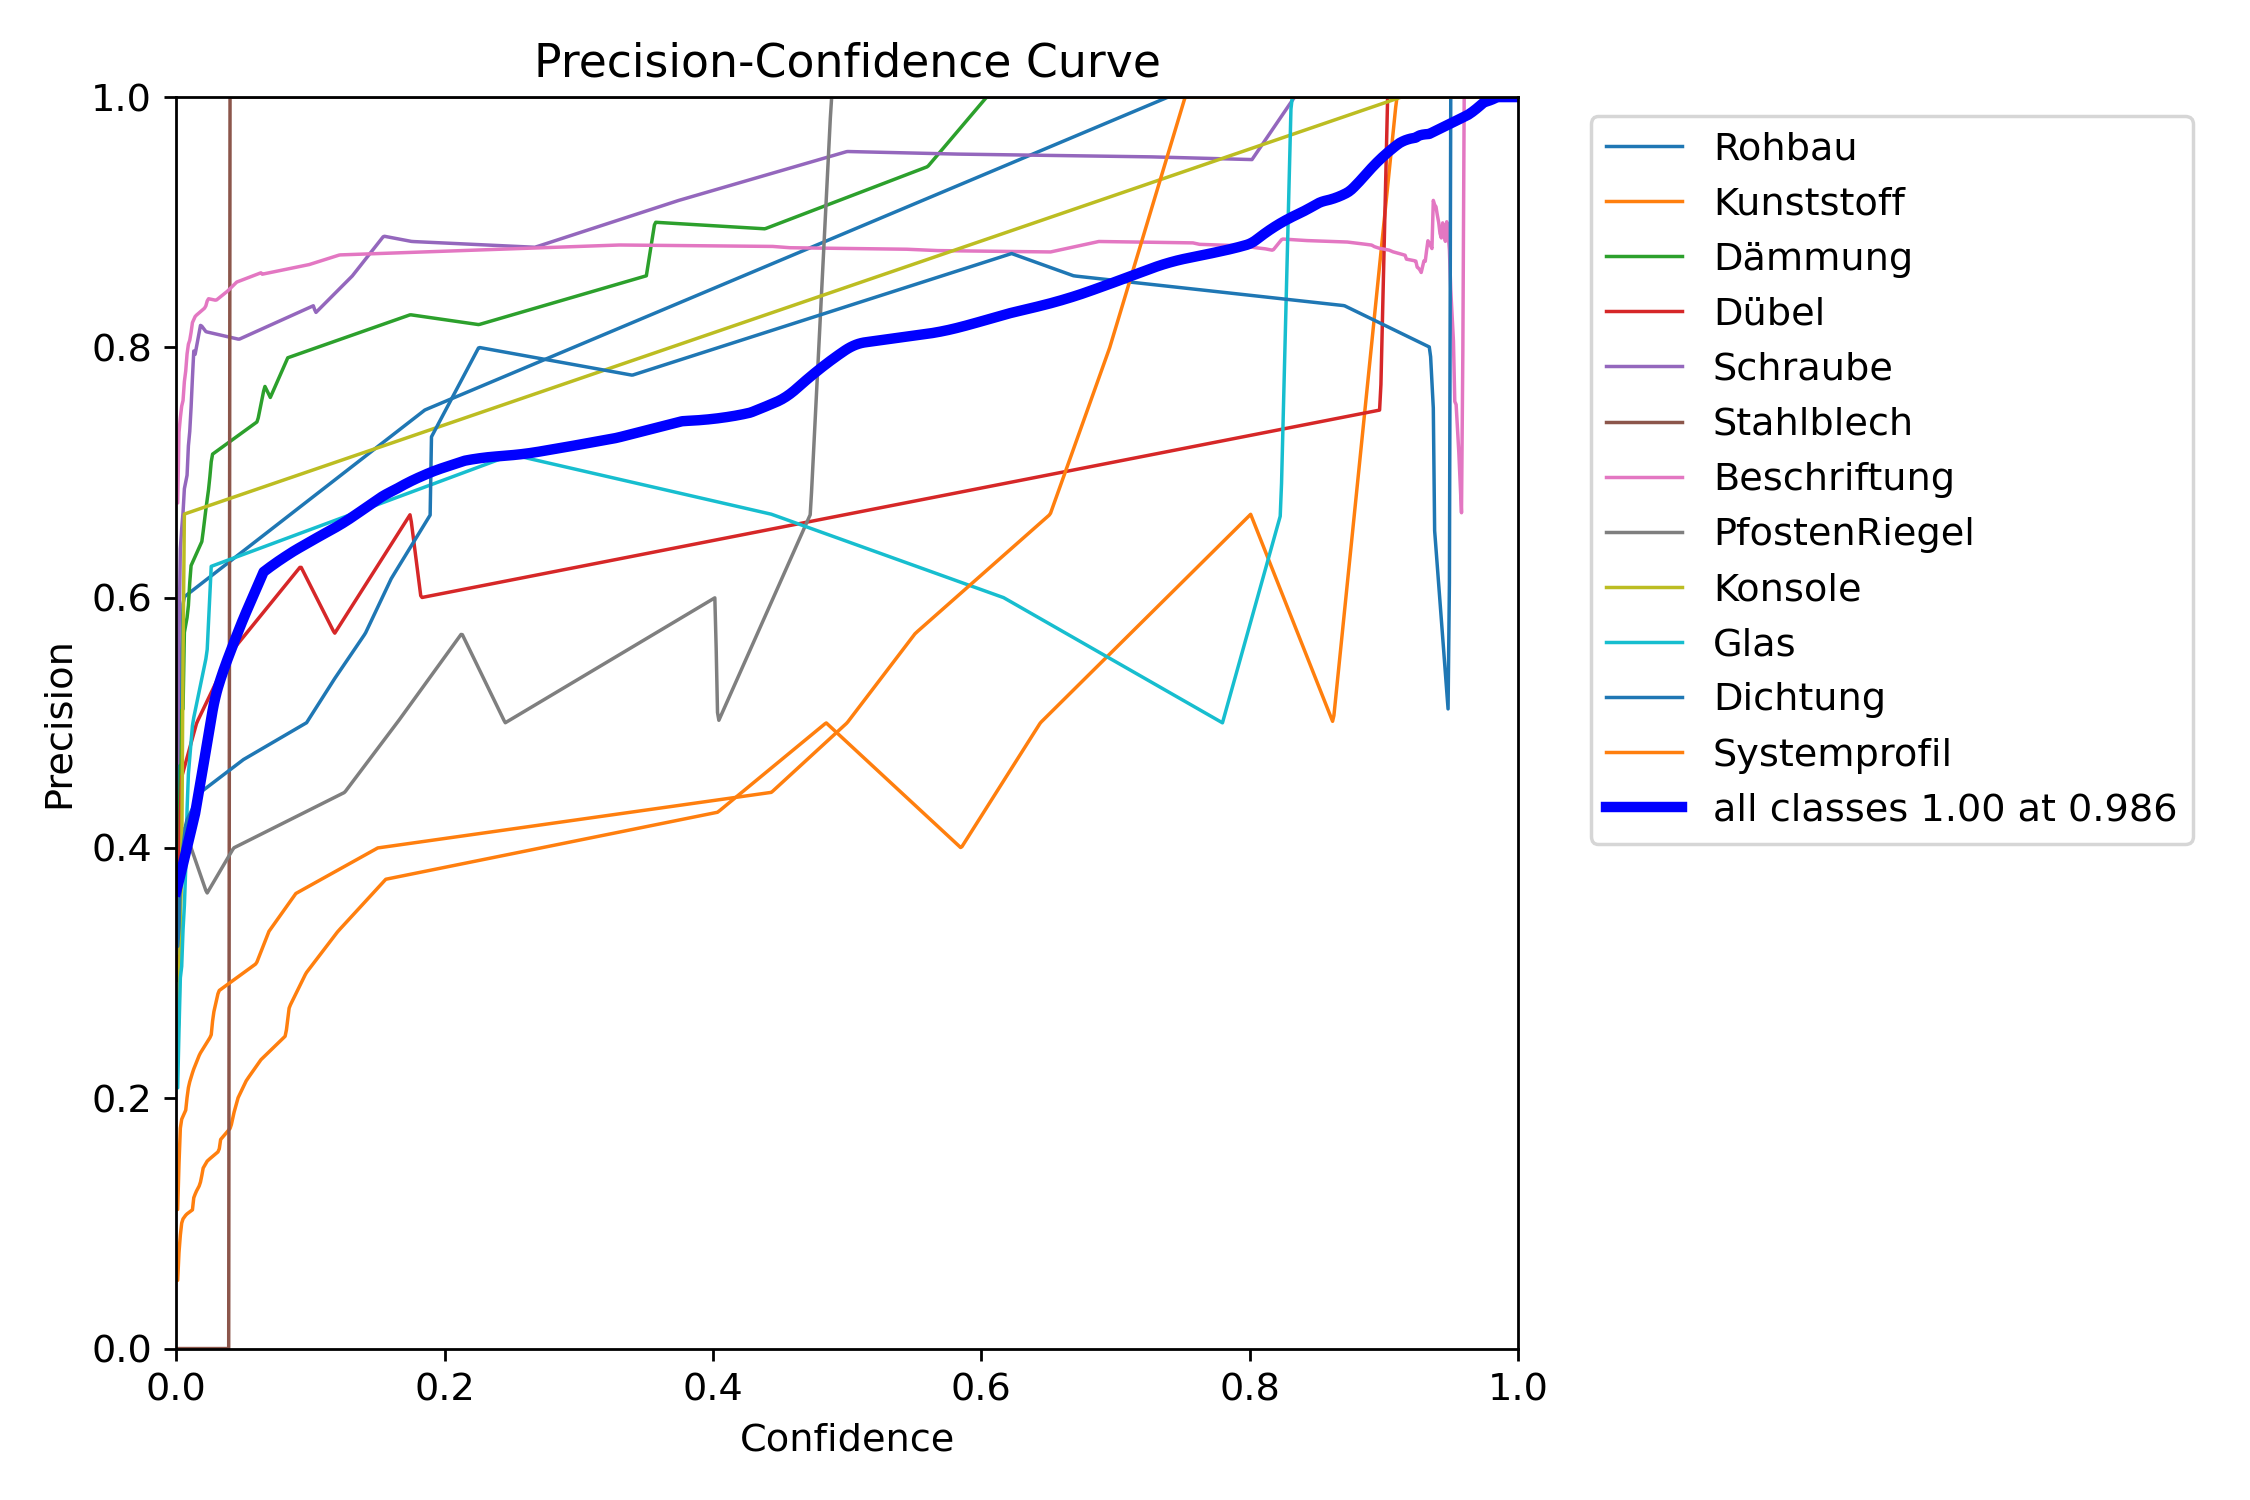 Precision-Confidence Curve
1.0
0.8
0.6
0.4
0.2
0.0
Precision
0.0 0.2 0.4 0.6 0.8 1.0
Confidence
Rohbau
Kunststoff
Dämmung
Dübel
Schraube
Stahlblech
Beschriftung
PfostenRiegel
Konsole
Glas
Dichtung
Systemprofil
all classes 1.00 at 0.986